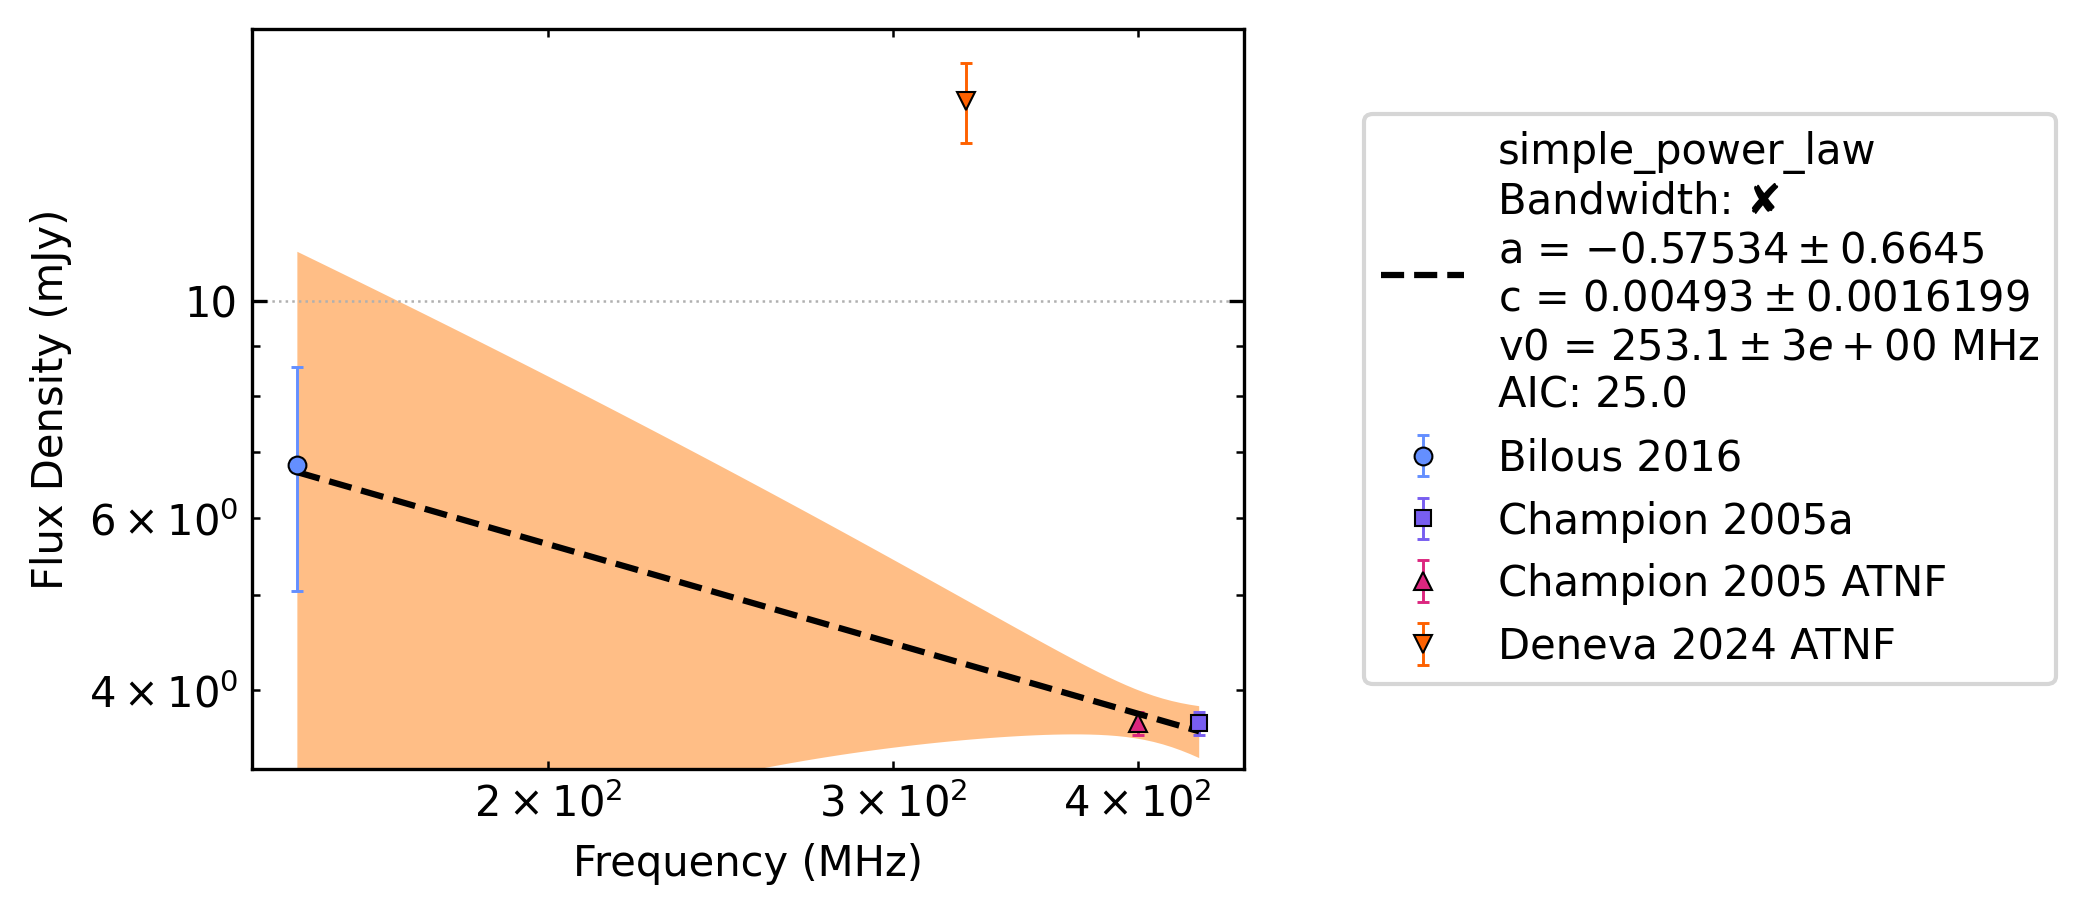 Flux Density (mJy)
10
6 × 10⁰
4 × 10⁰
2 × 10² 3 × 10² 4 × 10²
Frequency (MHz)
simple_power_law
Bandwidth: ✘
a = −0.57534 ± 0.6645
c = 0.00493 ± 0.0016199
v0 = 253.1 ± 3e + 00 MHz
AIC: 25.0
Bilous 2016
Champion 2005a
Champion 2005 ATNF
Deneva 2024 ATNF